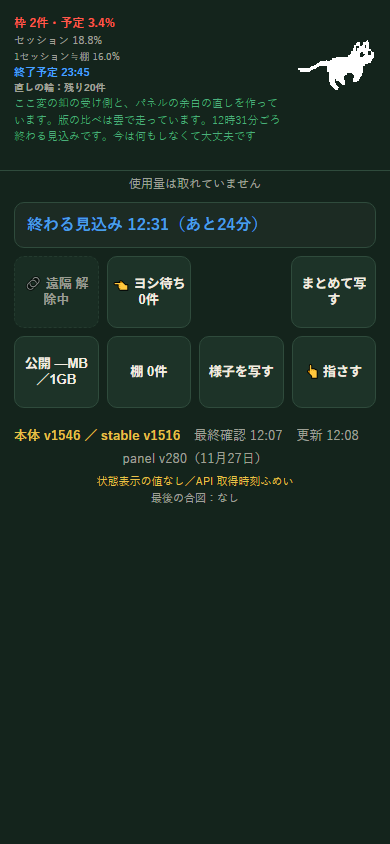 枠 2件・予定 3.4%
セッション 18.8%
1セッション≒棚 16.0%
終了予定 23:45
直しの輪：残り20件
ここ変の釦の受け側と、パネルの余白の直しを作って
います。版の比べは雲で走っています。12時31分ごろ
終わる見込みです。今は何もしなくて大丈夫です
使用量は取れていません
終わる見込み 12:31（あと24分）
遠隔 解除中
ヨシ待ち 0件
まとめて写す
公開 —MB／1GB
棚 0件
様子を写す
指さす
本体 v1546 ／ stable v1516 最終確認 12:07 更新 12:08
panel v280（11月27日）
状態表示の値なし／API 取得時刻ふめい
最後の合図：なし